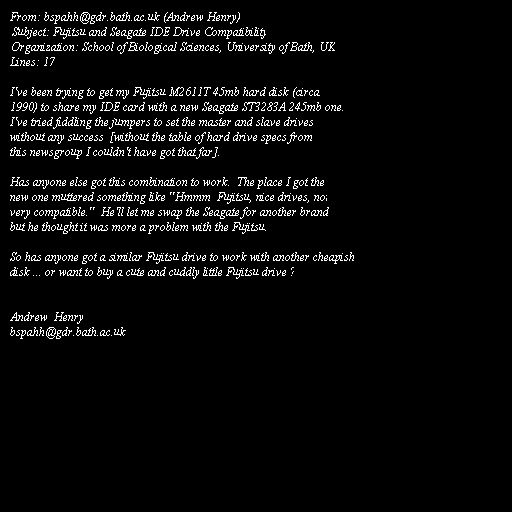 From: bspahh@gdr.bath.ac.uk (Andrew Henry)
Subject: Fujitsu and Seagate IDE Drive Compatibility
Organization: School of Biological Sciences, University of Bath, UK
Lines: 17

I've been trying to get my Fujitsu M2611T 45mb hard disk (circa
1990) to share my IDE card with a new Seagate ST3283A 245mb one.
I've tried fiddling the jumpers to set the master and slave drives
without any success  [without the table of hard drive specs from
this newsgroup I couldn't have got that far].

Has anyone else got this combination to work.  The place I got the
new one muttered something like "Hmmm  Fujitsu, nice drives, not
very compatible."  He'll let me swap the Seagate for another brand
but he thought it was more a problem with the Fujitsu.

So has anyone got a similar Fujitsu drive to work with another cheapish
disk ... or want to buy a cute and cuddly little Fujitsu drive ?

Andrew  Henry
bspahh@gdr.bath.ac.uk